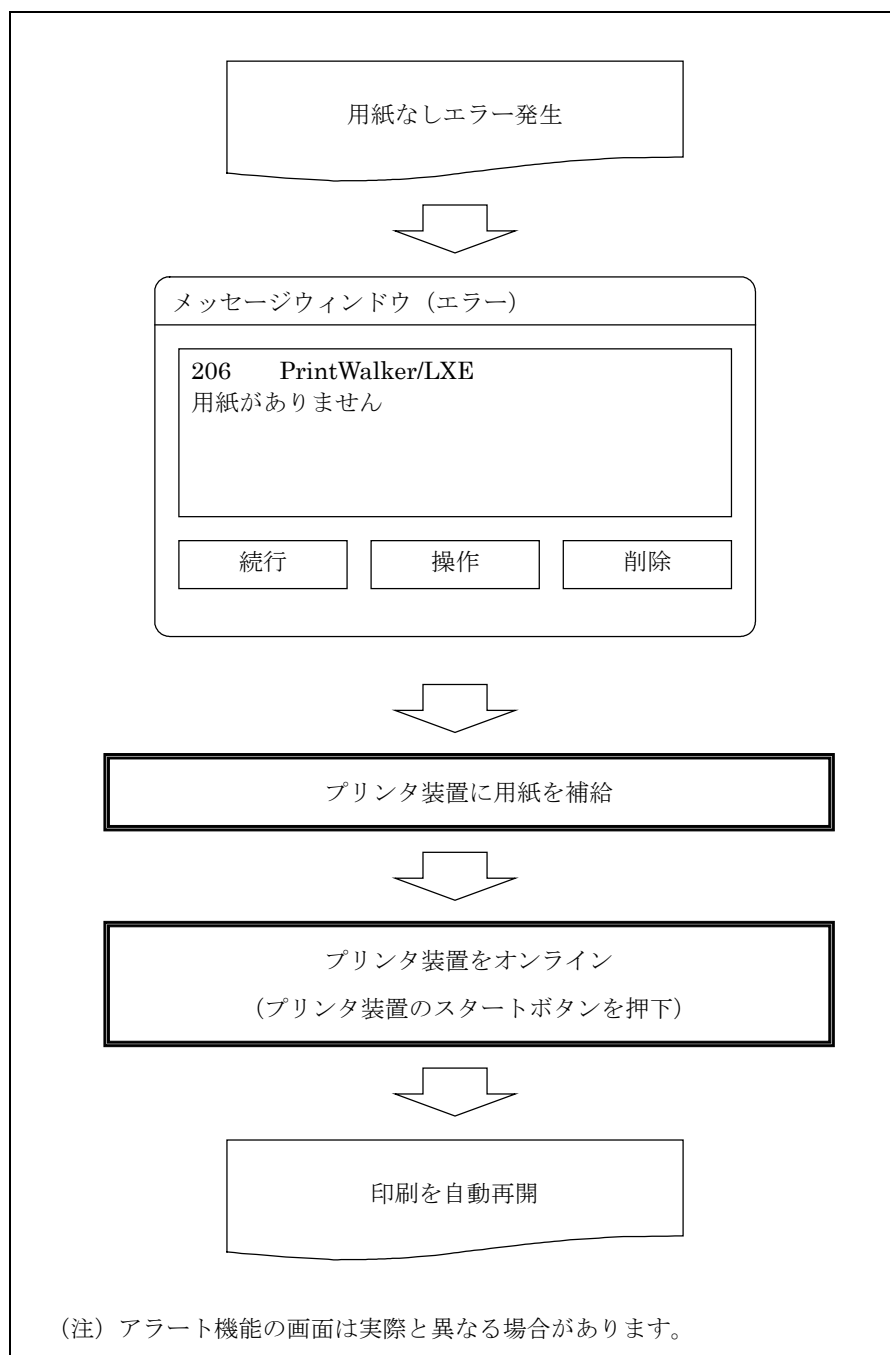 用紙なしエラー発生
メッセージウィンドウ（エラー）
206 PrintWalker/LXE
用紙がありません
続行 操作 削除
プリンタ装置に用紙を補給
プリンタ装置をオンライン
（プリンタ装置のスタートボタンを押下）
印刷を自動再開
（注）アラート機能の画面は実際と異なる場合があります。